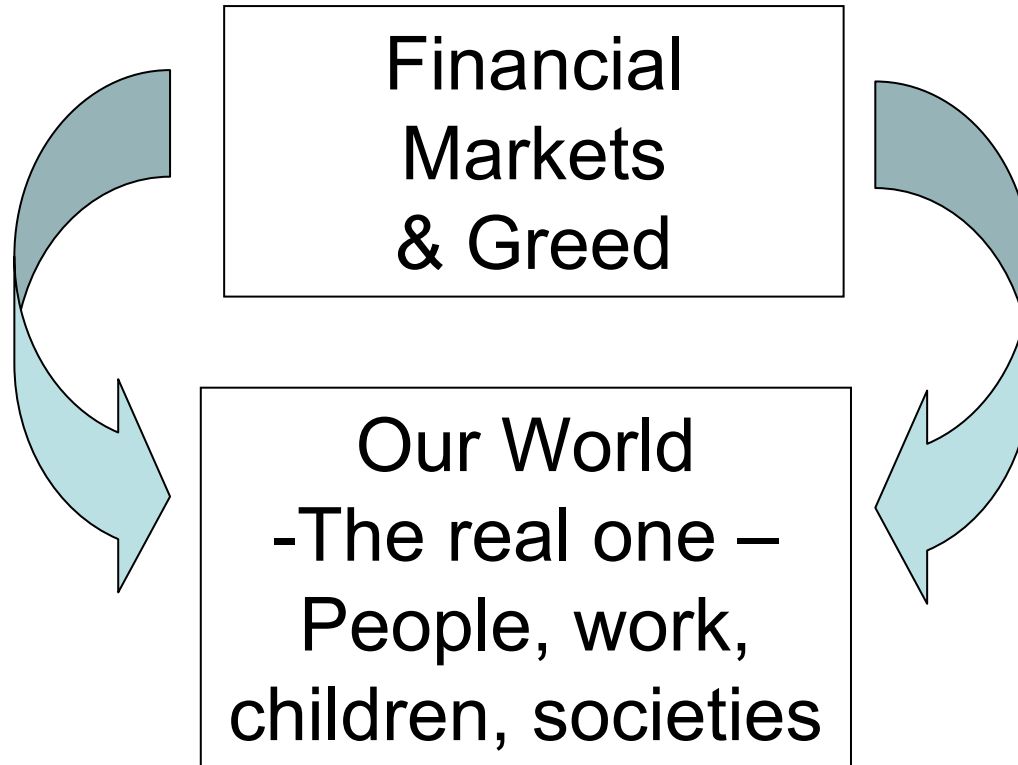 Financial
Markets
& Greed
Our World
-The real one –
People, work,
children, societies